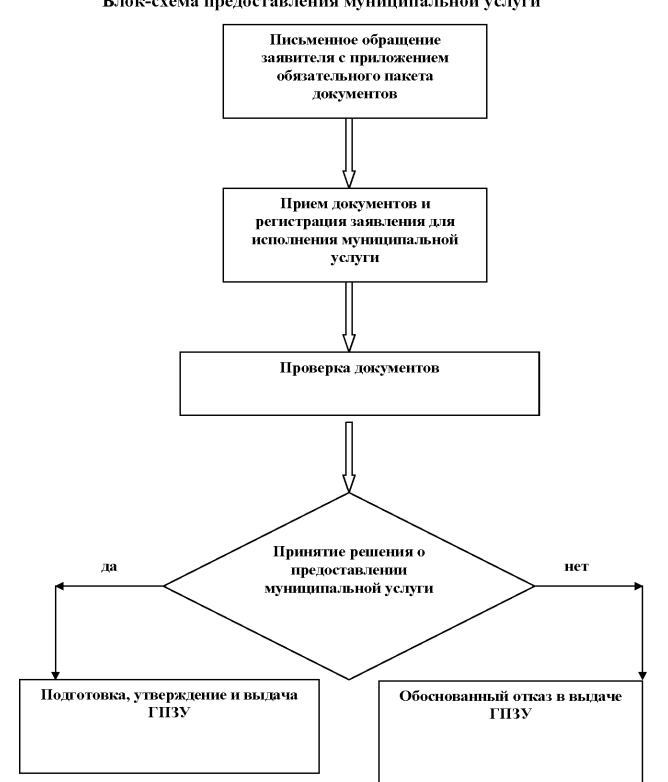 Блок-схема предоставления муниципальной услуги
Письменное обращение
заявителя с приложением
обязательного пакета
документов
Прием документов и
регистрация заявления для
исполнения муниципальной
услуги
Проверка документов
Принятие решения о
предоставлении
муниципальной услуги
да
нет
Подготовка, утверждение и выдача
ГПЗУ
Обоснованный отказ в выдаче
ГПЗУ